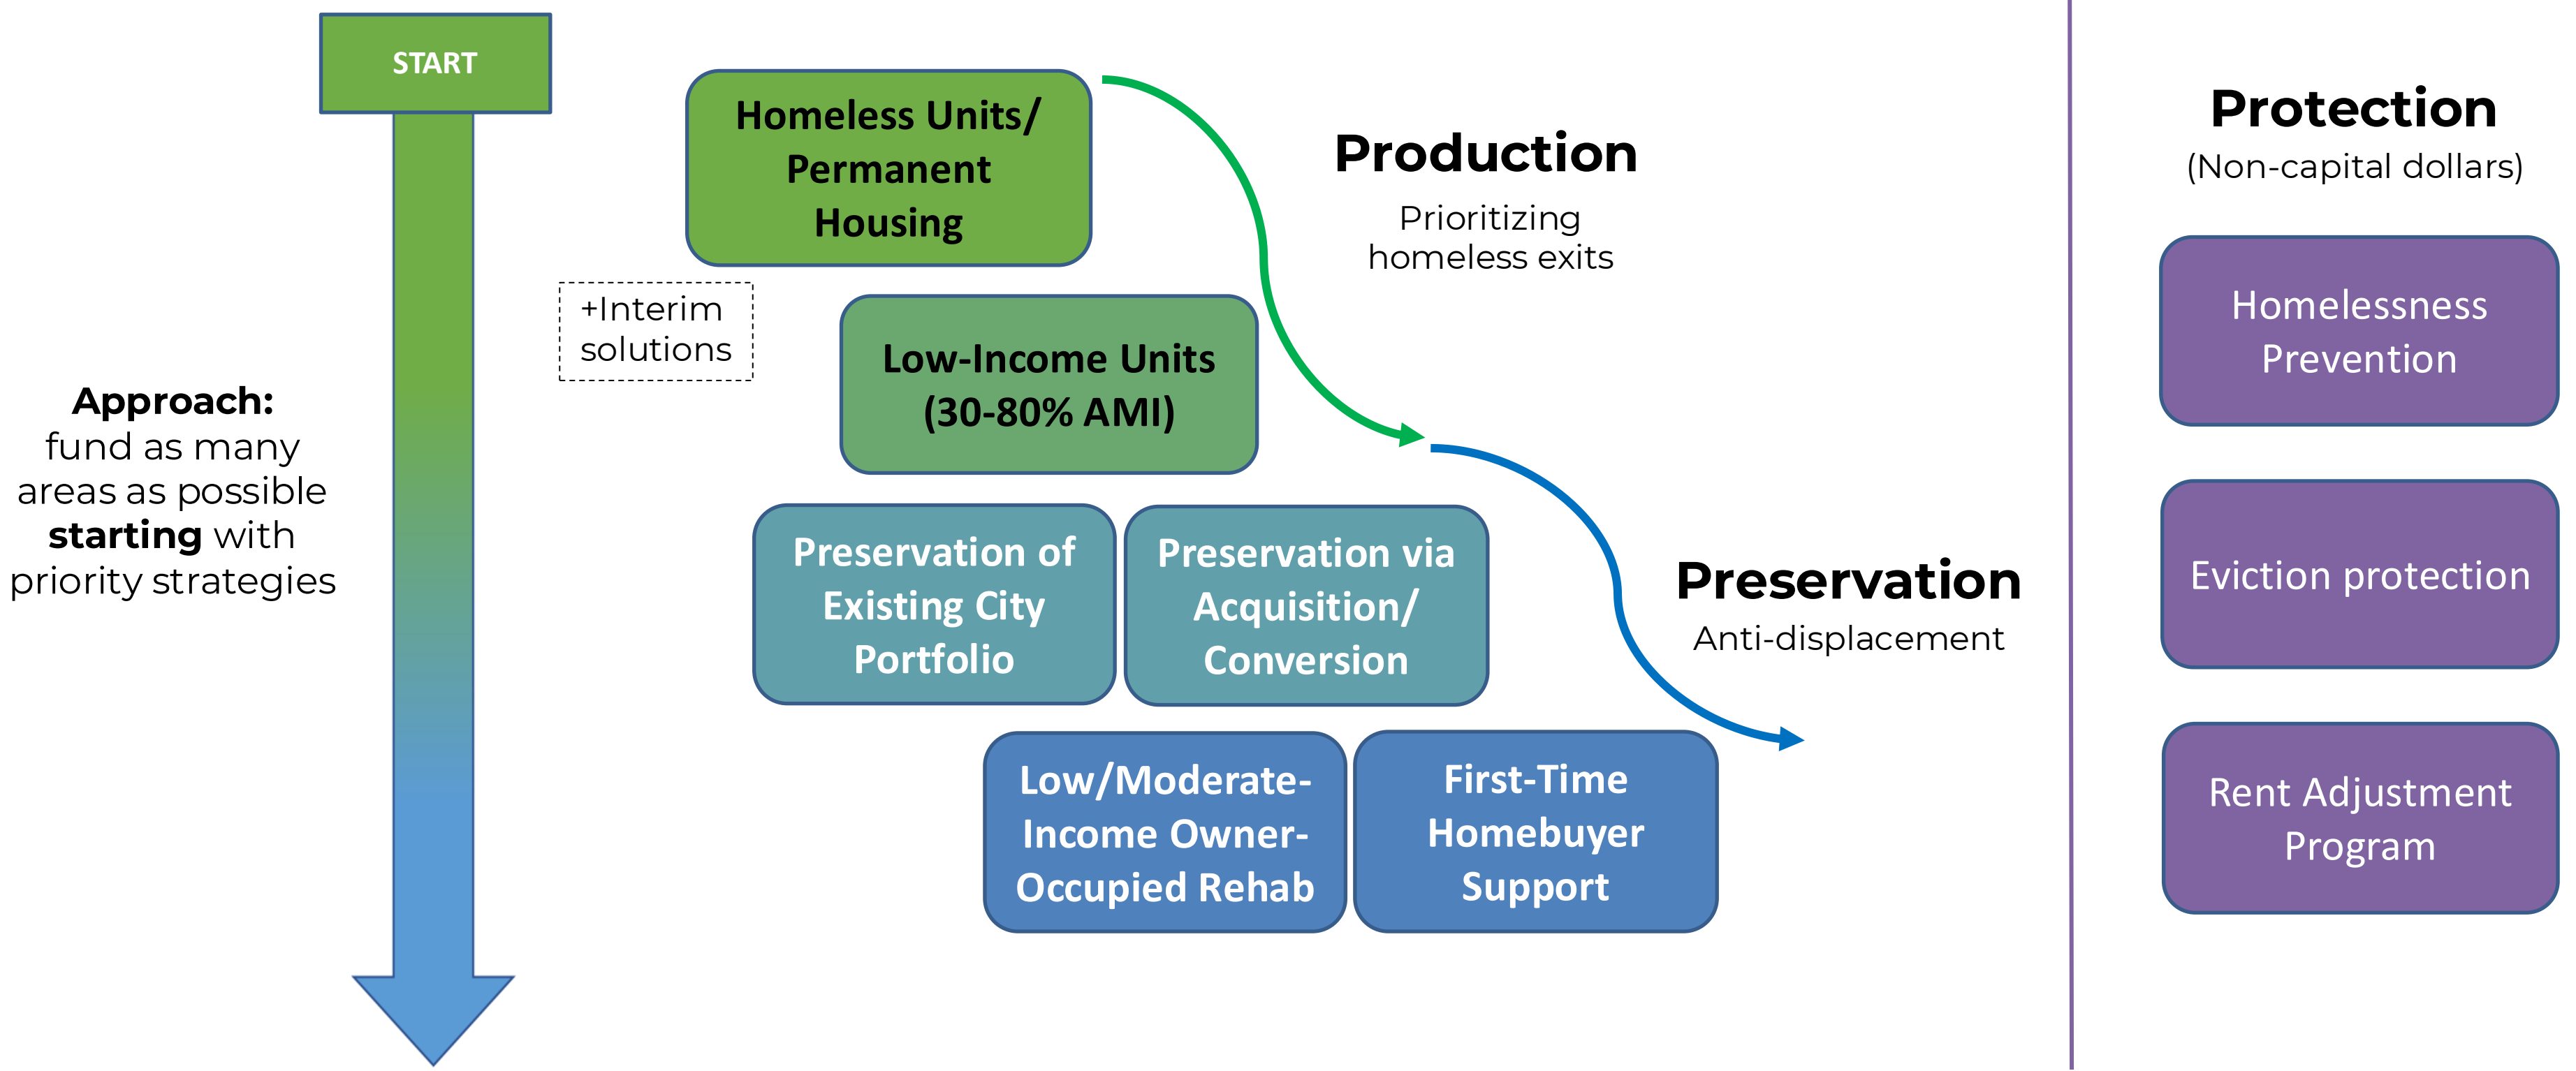 START
Approach:
fund as many
areas as possible
starting with
priority strategies
Homeless Units/
Permanent
Housing
+Interim
solutions
Low-Income Units
(30-80% AMI)
Production
Prioritizing
homeless exits
Preservation of
Existing City
Portfolio
Preservation via
Acquisition/
Conversion
Preservation
Anti-displacement
Low/Moderate-
Income Owner-
Occupied Rehab
First-Time
Homebuyer
Support
Protection
(Non-capital dollars)
Homelessness
Prevention
Eviction protection
Rent Adjustment
Program